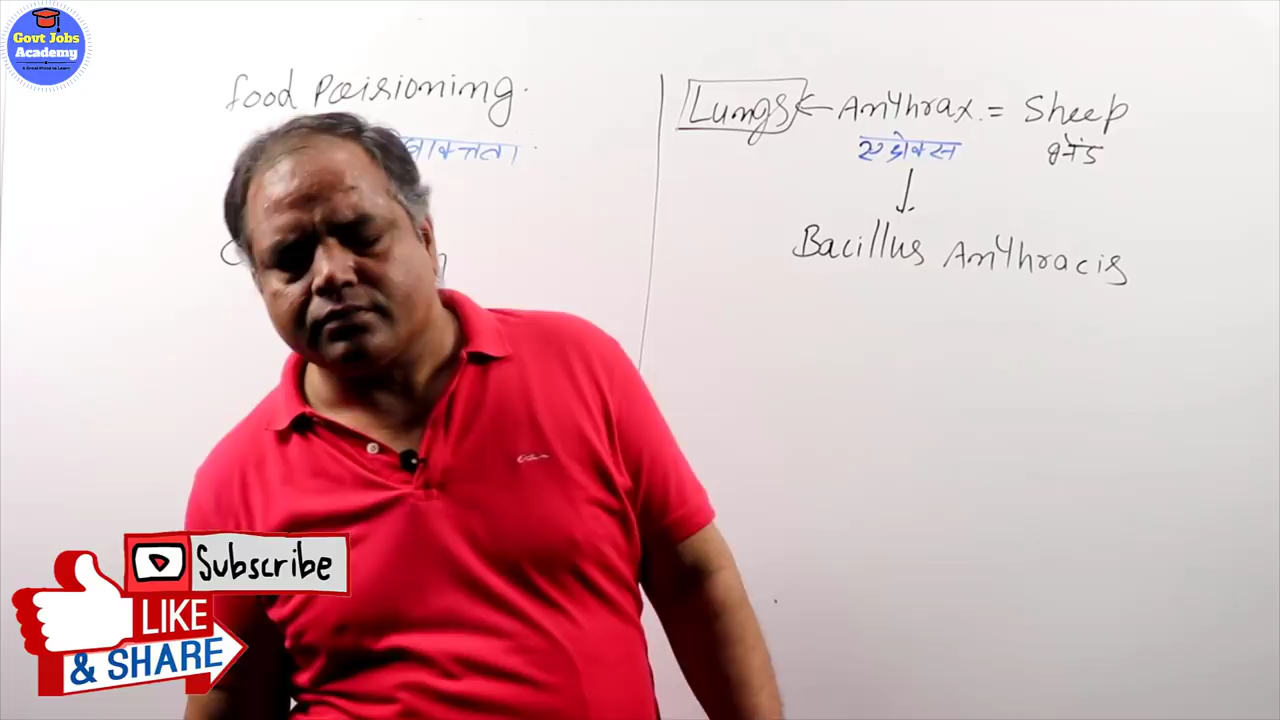 Govt Jobs
Academy
food Poisioning.
Lungs ← Anthrax. = Sheep
एंथ्रोक्स
↓
Bacillus Anthracis
Subscribe
LIKE
& SHARE